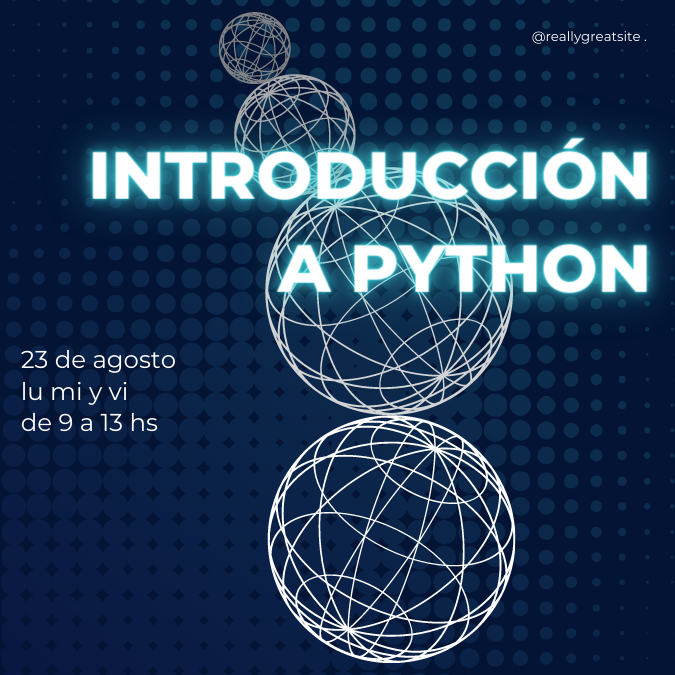 @reallygreatsite .
INTRODUCCIÓN
A PYTHON
23 de agosto
lu mi y vi
de 9 a 13 hs